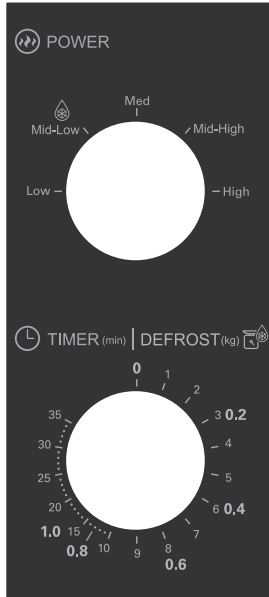 POWER
Med
Mid-Low Mid-High
Low High
TIMER (min) | DEFROST (kg)
0
1
35 2
3 0.2
30 4
25 5
20 6 0.4
1.0 15 7
0.8 10 9 8
0.6